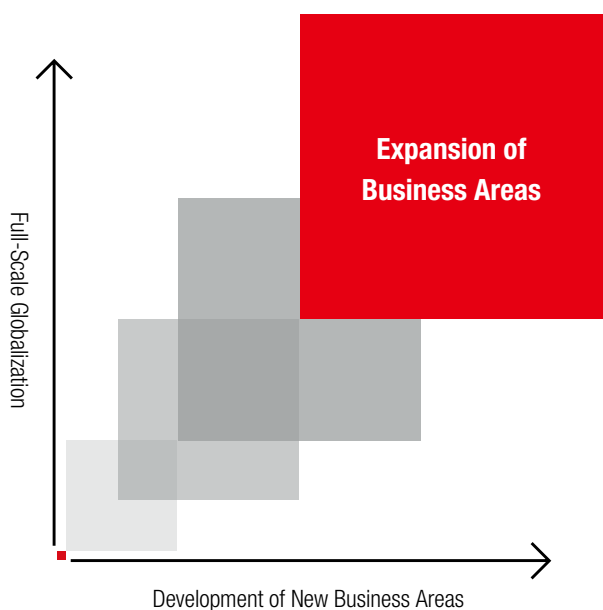 Expansion of
Business Areas
Full-Scale Globalization
Development of New Business Areas